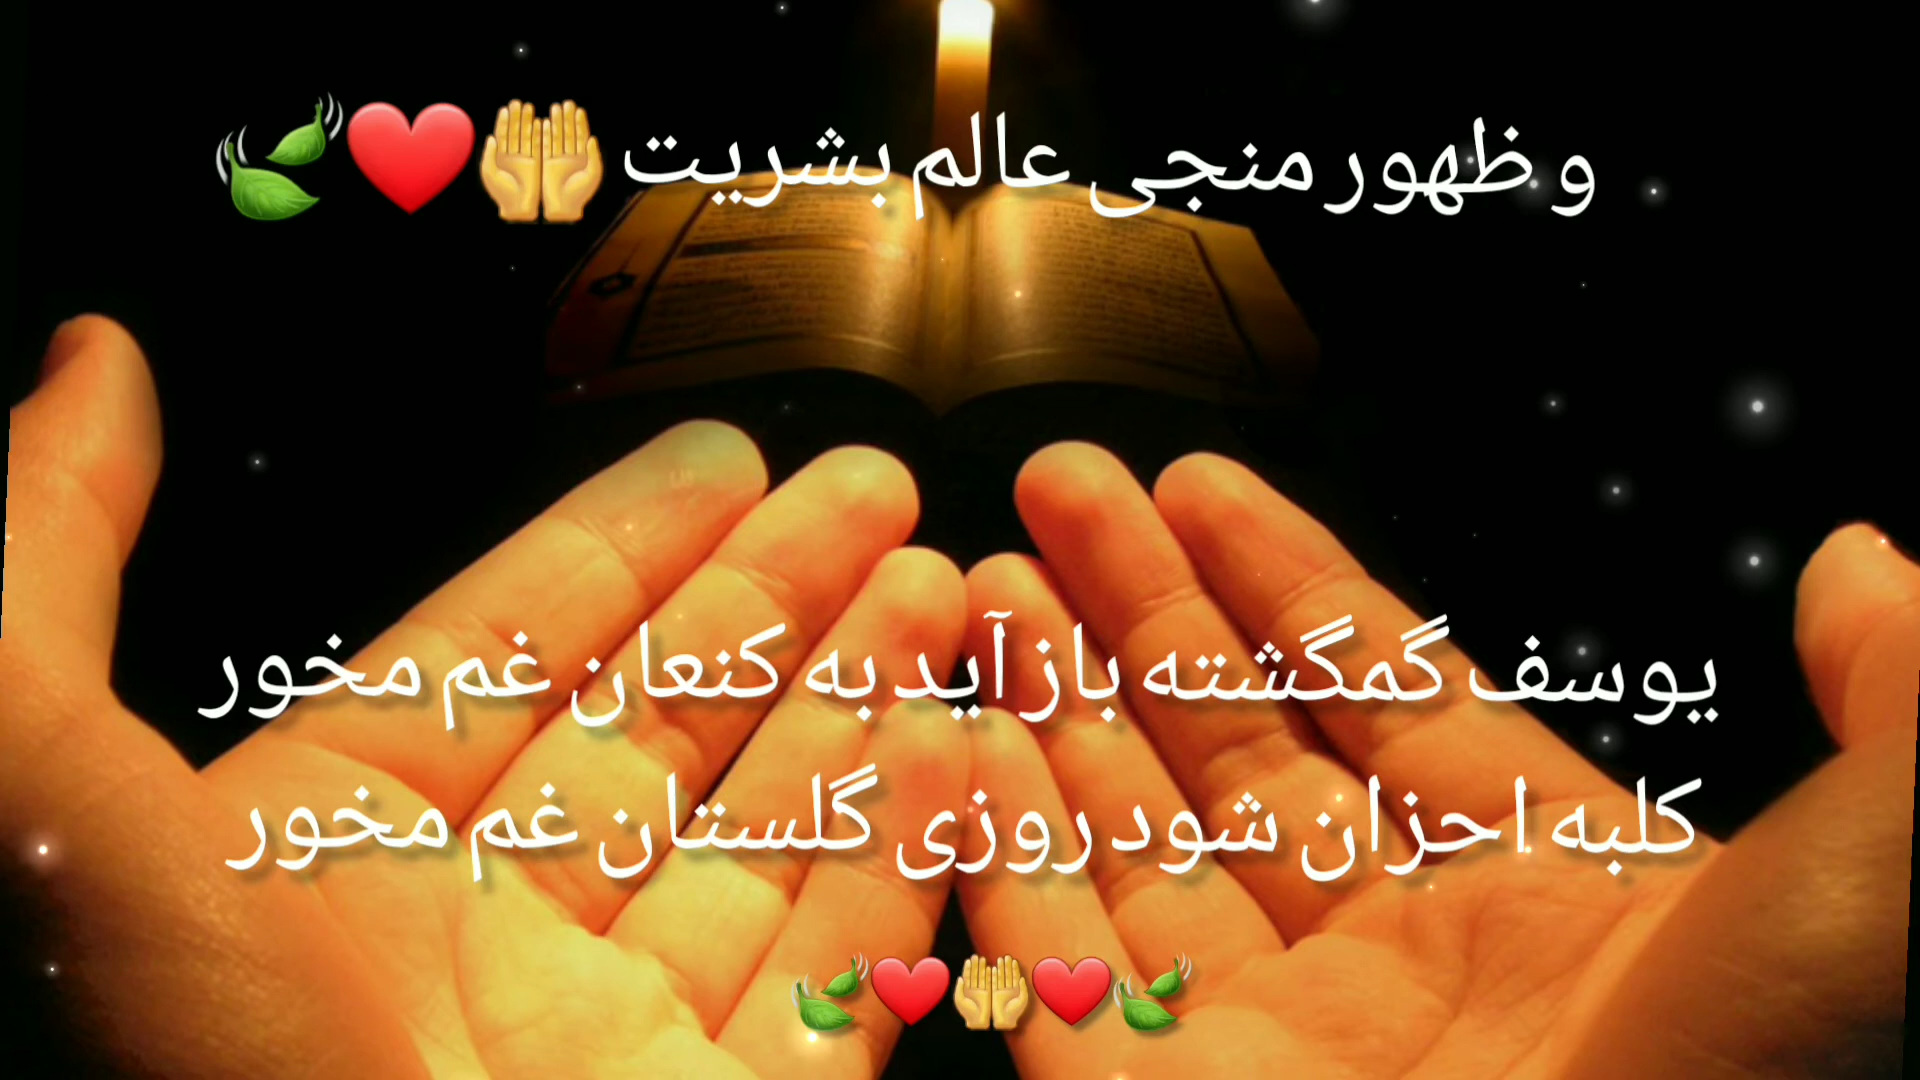 و ظهور منجی عالم بشریت 🤲❤️🍃
یوسف گمگشته باز آید به کنعان غم مخور
کلبه احزان شود روزی گلستان غم مخور
🍃❤️🤲❤️🍃